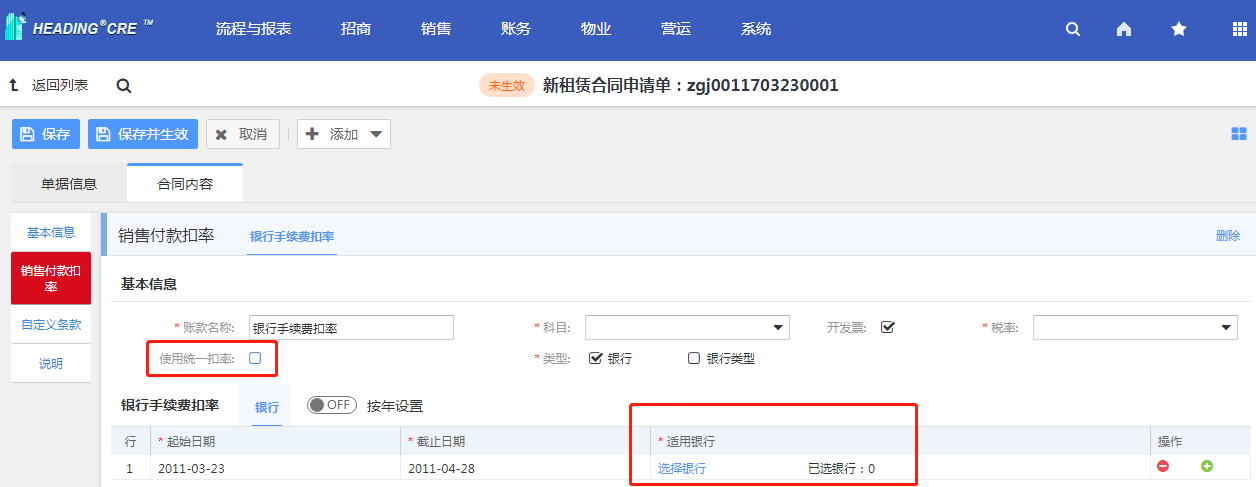 HEADING®CRE ™ 流程与报表 招商 销售 账务 物业 营运 系统
返回列表 未生效 新租赁合同申请单：zgj0011703230001
保存 保存并生效 取消 添加
单据信息 合同内容
基本信息
销售付款扣率
自定义条款
说明
销售付款扣率 银行手续费扣率 删除
基本信息
* 账款名称: 银行手续费扣率 * 科目: 开发票: * 税率:
使用统一扣率: * 类型: 银行 银行类型
银行手续费扣率 银行 OFF 按年设置
行 * 起始日期 * 截止日期 * 适用银行 操作
1 2011-03-23 2011-04-28 选择银行 已选银行：0